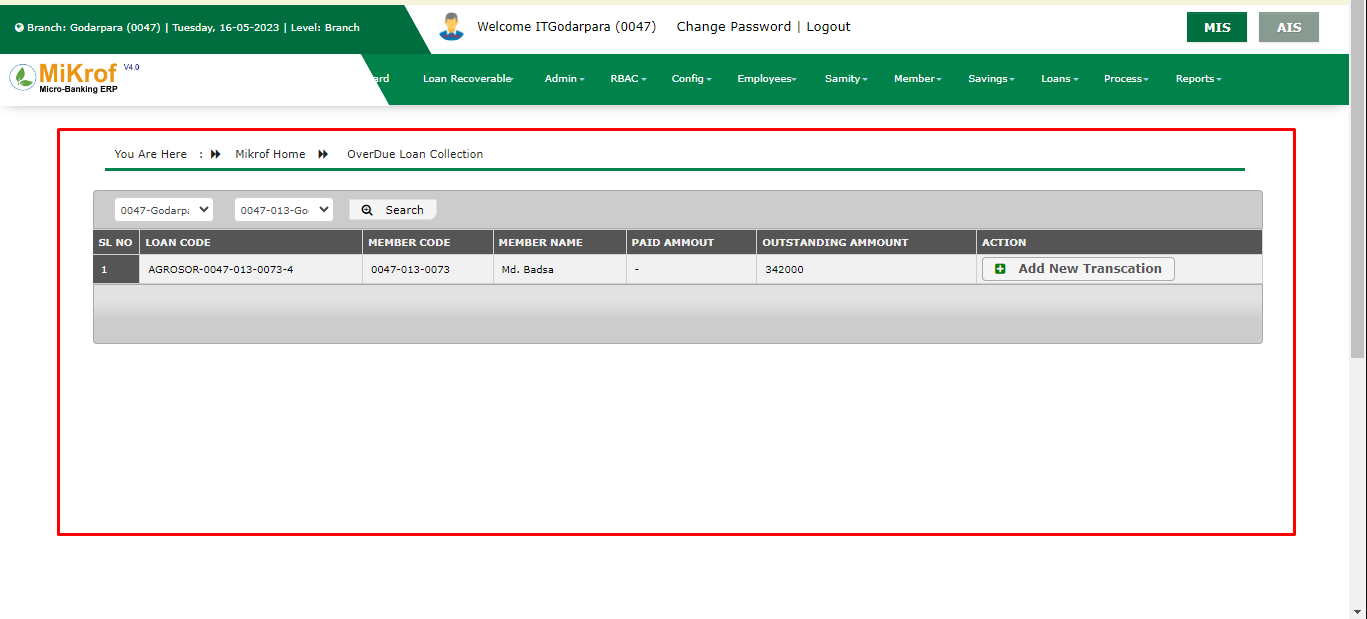 Branch: Godarpara (0047) | Tuesday, 16-05-2023 | Level: Branch
Welcome ITGodarpara (0047) Change Password | Logout
MIS AIS
MiKrof V4.0
Micro-Banking ERP
ard Loan Recoverable Admin RBAC Config Employees Samity Member Savings Loans Process Reports
You Are Here : Mikrof Home OverDue Loan Collection
0047-Godarpa 0047-013-Go Search
SL NO LOAN CODE MEMBER CODE MEMBER NAME PAID AMMOUT OUTSTANDING AMMOUNT ACTION
1 AGROSOR-0047-013-0073-4 0047-013-0073 Md. Badsa - 342000 Add New Transcation